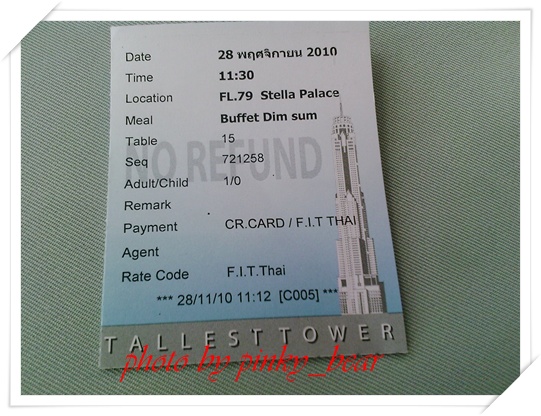 Date 28 พฤศจิกายน 2010
Time 11:30
Location FL.79 Stella Palace
Meal Buffet Dim sum
Table 15
NO REFUND
Seq 721258
Adult/Child 1/0
Remark
Payment CR.CARD / F.I.T THAI
Agent
Rate Code F.I.T.Thai
*** 28/11/10 11:12 [C005] ***
TALLEST TOWER
photo by pinky_bear